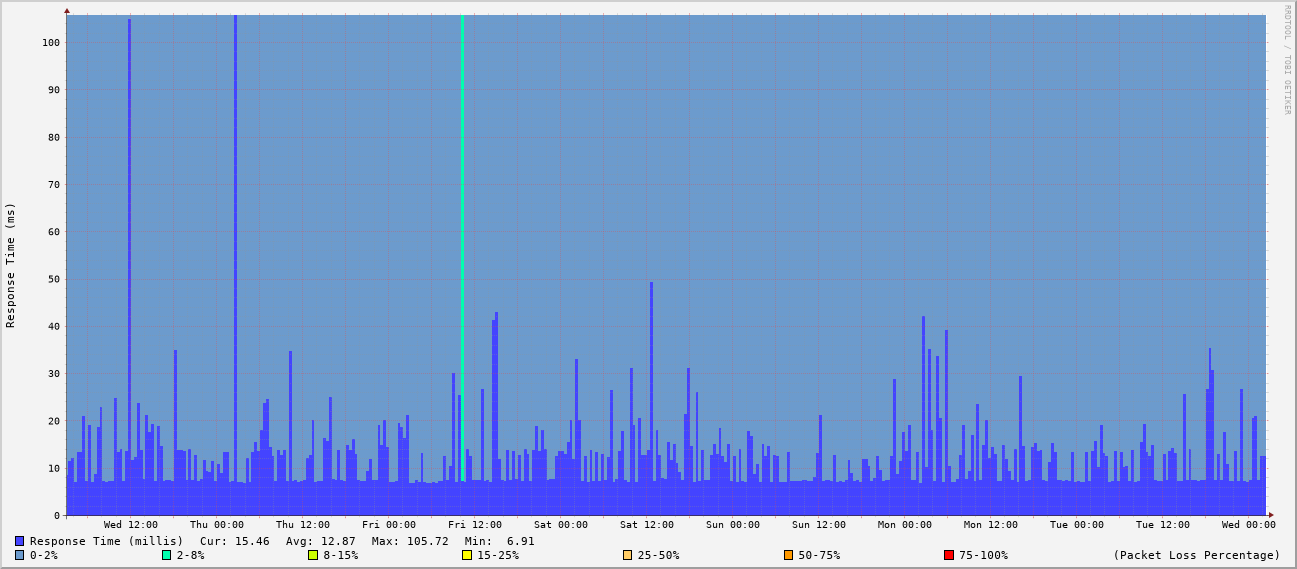 RRDTOOL / TOBI OETIKER
Response Time (ms)
100
90
80
70
60
50
40
30
20
10
0
Wed 12:00 Thu 00:00 Thu 12:00 Fri 00:00 Fri 12:00 Sat 00:00 Sat 12:00 Sun 00:00 Sun 12:00 Mon 00:00 Mon 12:00 Tue 00:00 Tue 12:00 Wed 00:00
Response Time (millis) Cur: 15.46 Avg: 12.87 Max: 105.72 Min: 6.91
0-2% 2-8% 8-15% 15-25% 25-50% 50-75% 75-100% (Packet Loss Percentage)